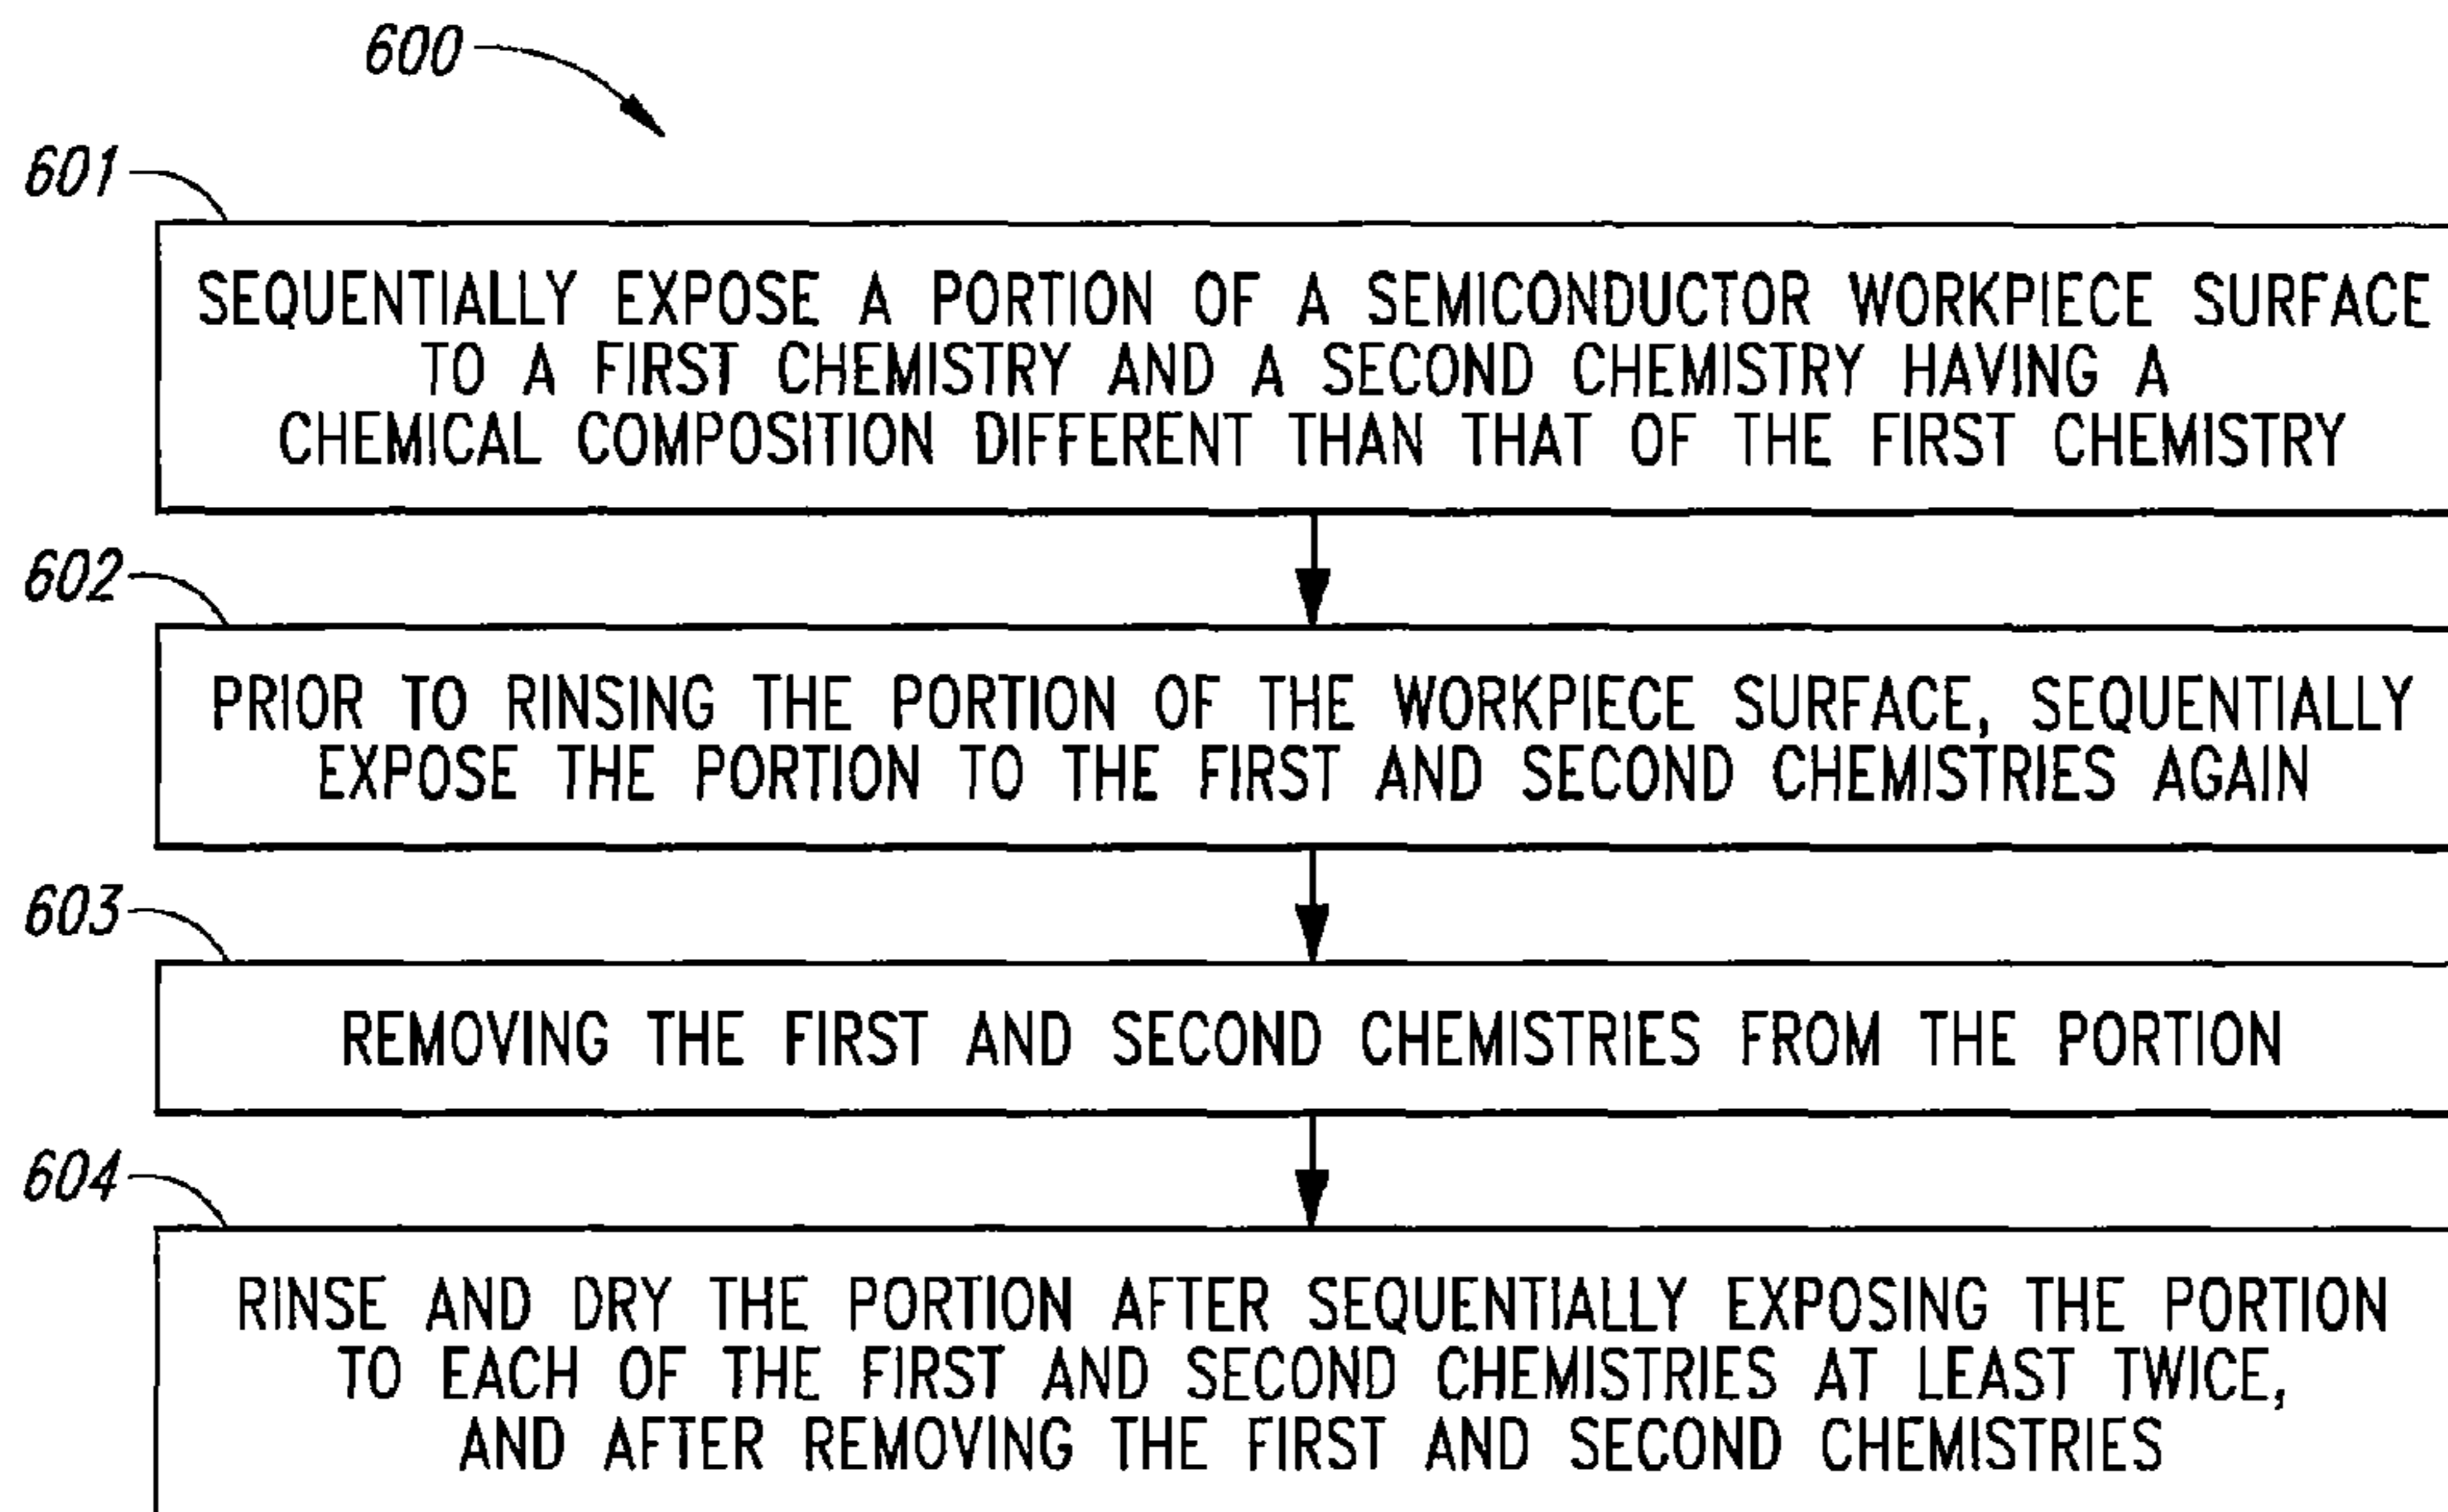 600
601
SEQUENTIALLY EXPOSE A PORTION OF A SEMICONDUCTOR WORKPIECE SURFACE
TO A FIRST CHEMISTRY AND A SECOND CHEMISTRY HAVING A
CHEMICAL COMPOSITION DIFFERENT THAN THAT OF THE FIRST CHEMISTRY
602
PRIOR TO RINSING THE PORTION OF THE WORKPIECE SURFACE, SEQUENTIALLY
EXPOSE THE PORTION TO THE FIRST AND SECOND CHEMISTRIES AGAIN
603
REMOVING THE FIRST AND SECOND CHEMISTRIES FROM THE PORTION
604
RINSE AND DRY THE PORTION AFTER SEQUENTIALLY EXPOSING THE PORTION
TO EACH OF THE FIRST AND SECOND CHEMISTRIES AT LEAST TWICE,
AND AFTER REMOVING THE FIRST AND SECOND CHEMISTRIES